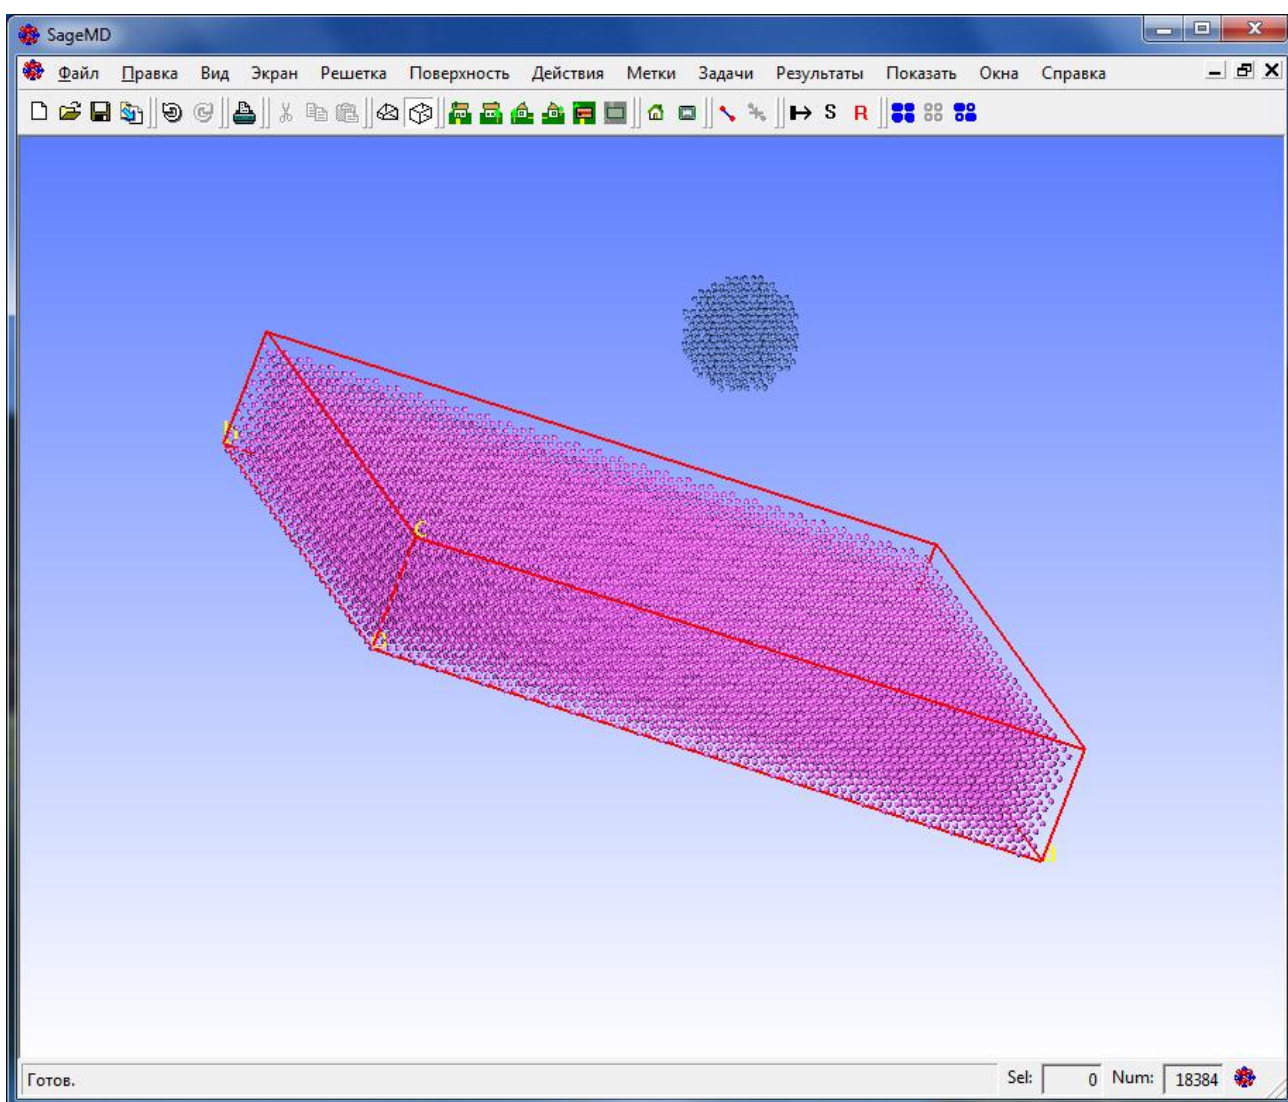 SageMD
Файл Правка Вид Экран Решетка Поверхность Действия Метки Задачи Результаты Показать Окна Справка
S R
C
Готов. Sel: 0 Num: 18384